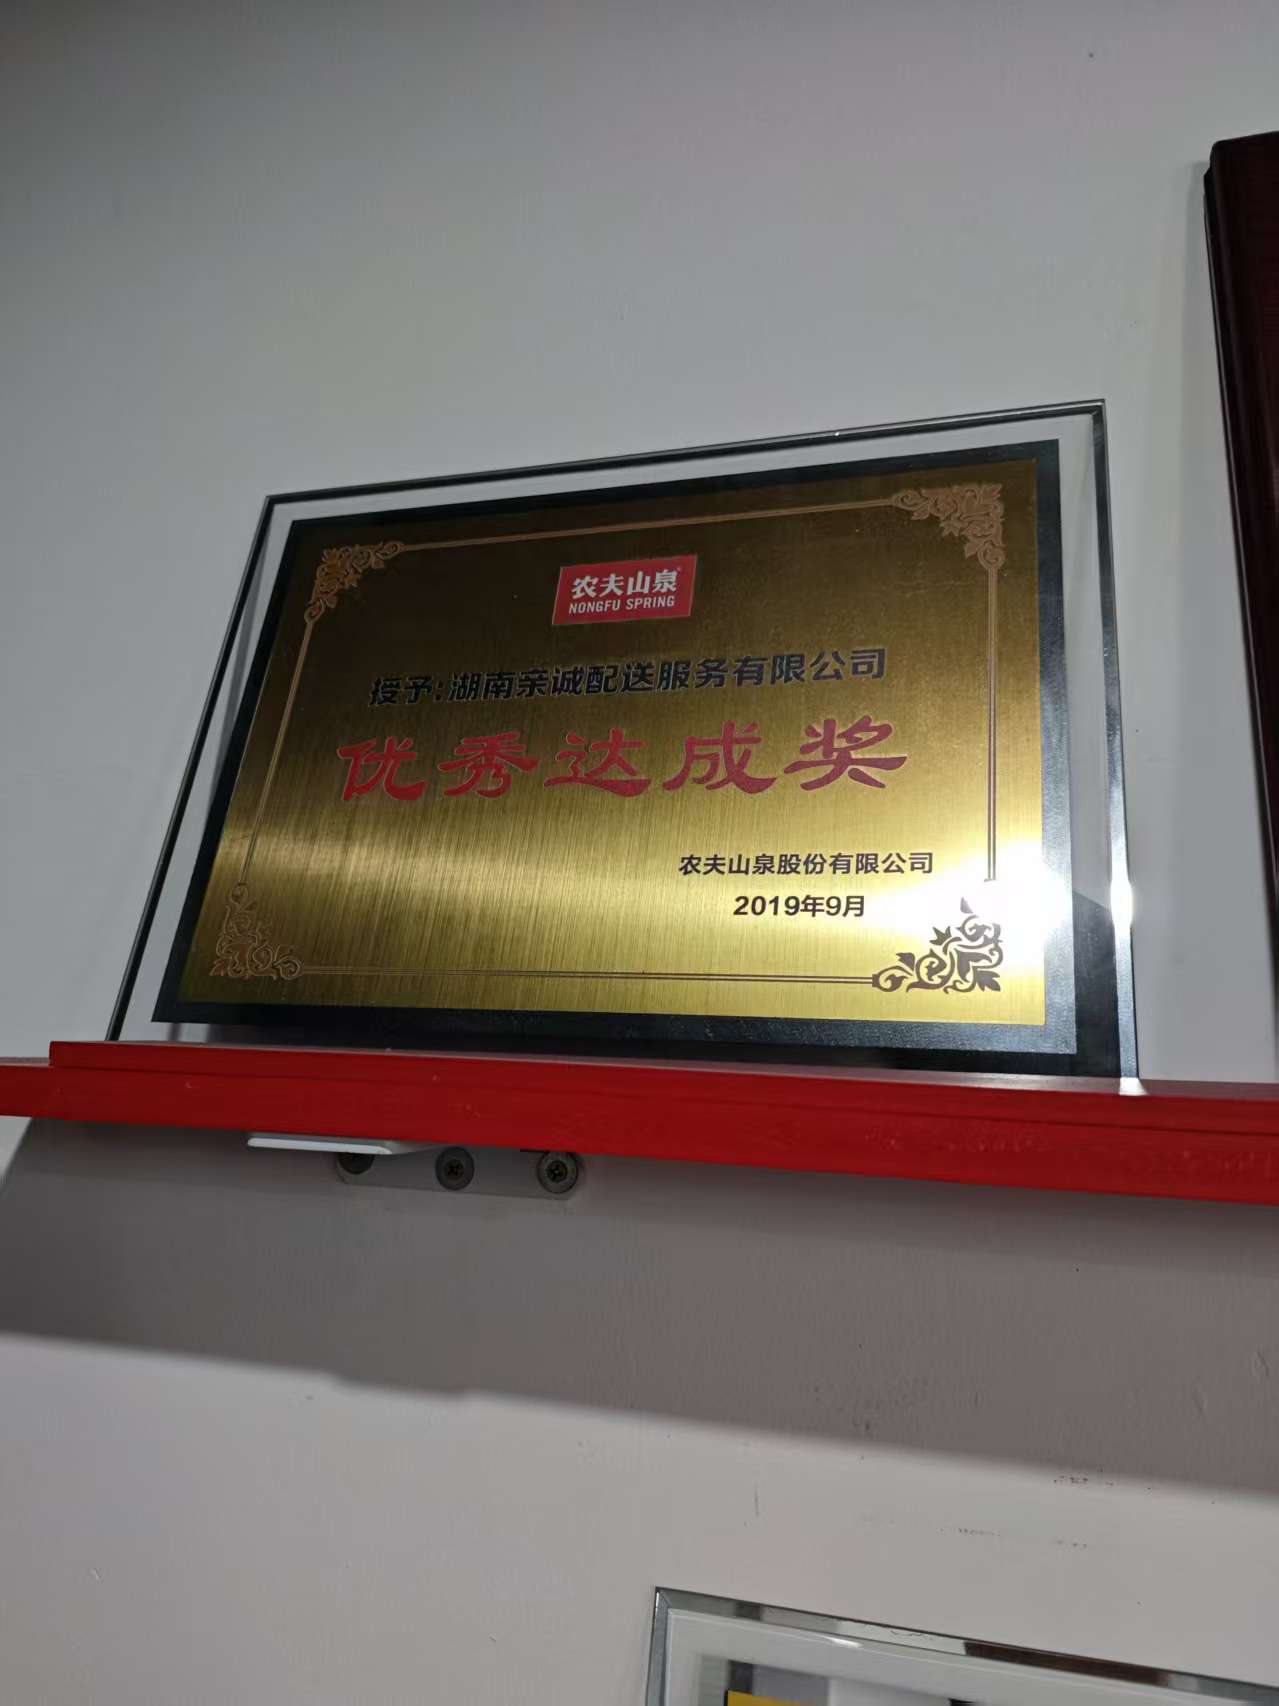 农夫山泉®
NONGFU SPRING
授予:湖南亲诚配送服务有限公司
优秀达成奖
农夫山泉股份有限公司
2019年9月